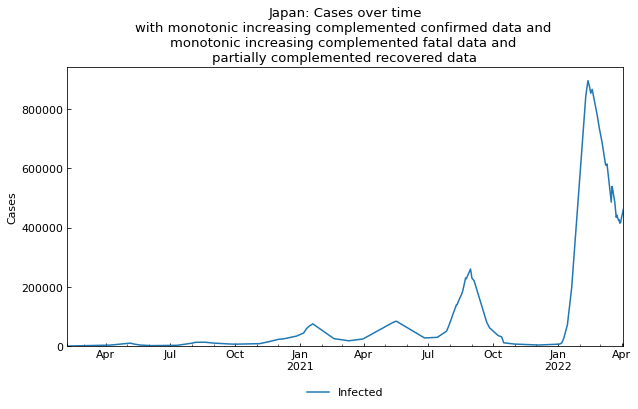 Japan: Cases over time
with monotonic increasing complemented confirmed data and
monotonic increasing complemented fatal data and
partially complemented recovered data
800000
600000
400000
200000
0
Cases
Apr Jul Oct Jan Apr Jul Oct Jan Apr
2021 2022
Infected